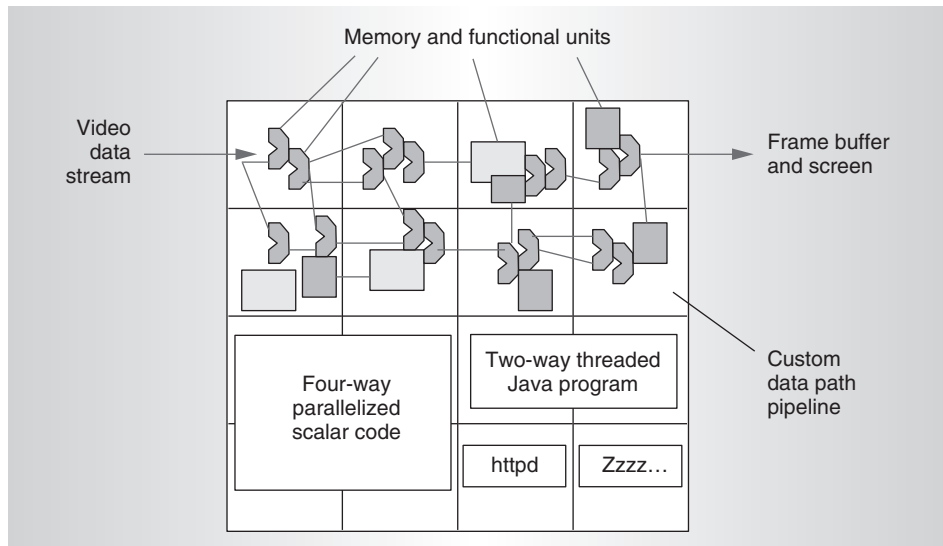 Memory and functional units
Video
data
stream
Frame buffer
and screen
Custom
data path
pipeline
Four-way
parallelized
scalar code
Two-way threaded
Java program
httpd
Zzzz…